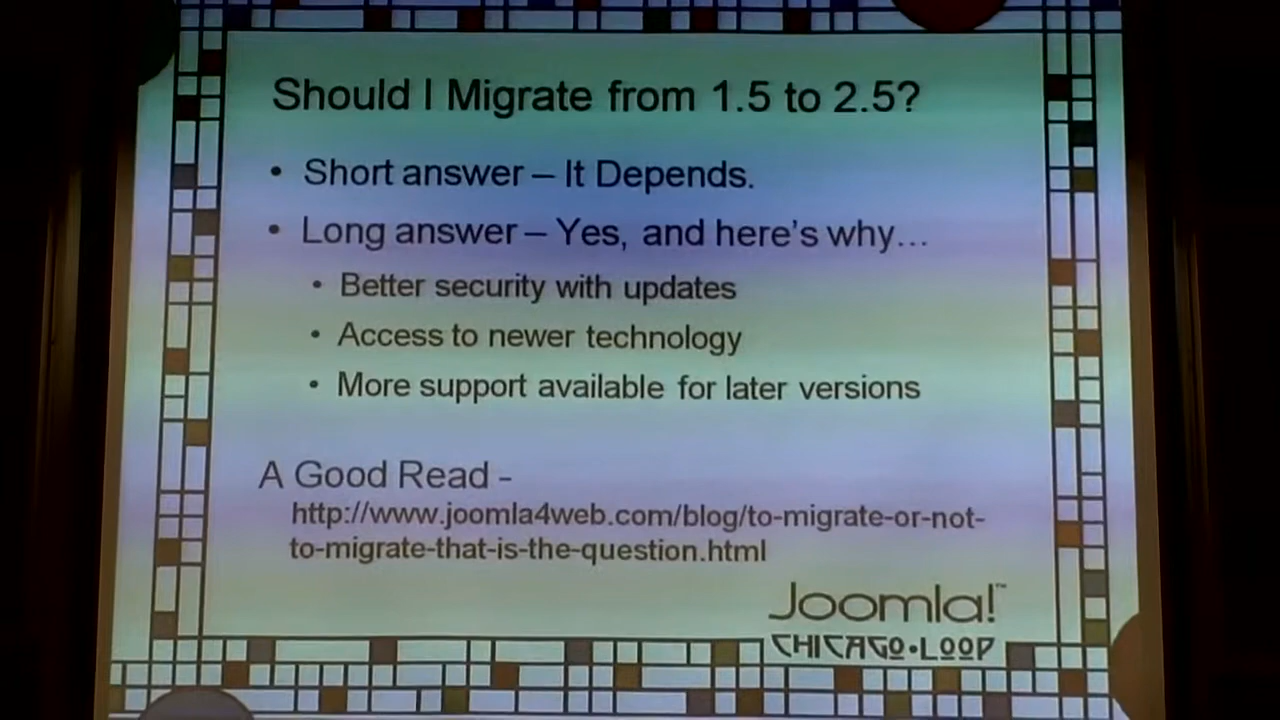 Should I Migrate from 1.5 to 2.5?
• Short answer – It Depends.
• Long answer – Yes, and here's why…
• Better security with updates
• Access to newer technology
• More support available for later versions
A Good Read -
http://www.joomla4web.com/blog/to-migrate-or-not-
to-migrate-that-is-the-question.html
Joomla!™
CHICAGO•LOOP